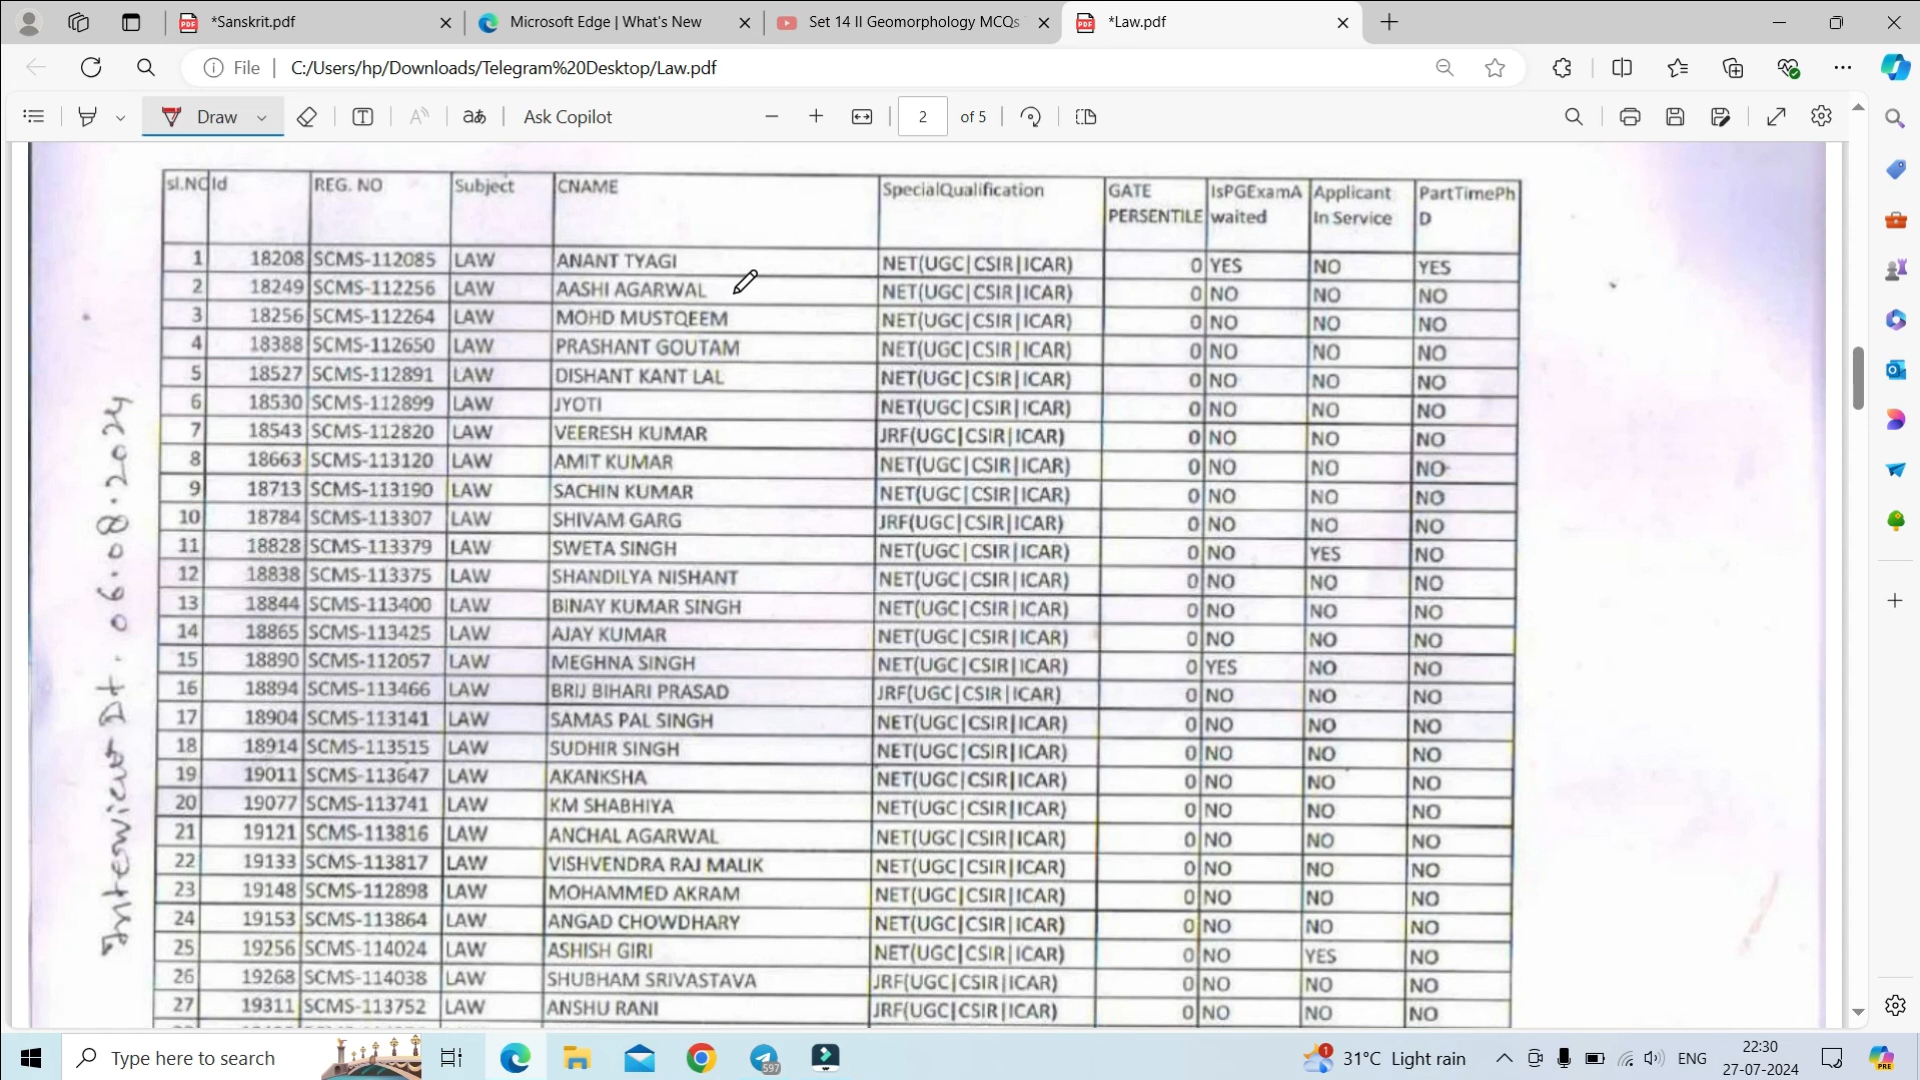 *Sanskrit.pdf
Microsoft Edge | What's New
Set 14 II Geomorphology MCQs
*Law.pdf
File
C:/Users/hp/Downloads/Telegram%20Desktop/Law.pdf
Draw
Ask Copilot
2 of 5
sl.NO Id REG. NO Subject CNAME SpecialQualification GATE PERSENTILE IsPGExamAwaited Applicant In Service PartTimePhD
1 18208 SCMS-112085 LAW ANANT TYAGI NET(UGC|CSIR|ICAR) 0 YES NO YES
2 18249 SCMS-112256 LAW AASHI AGARWAL NET(UGC|CSIR|ICAR) 0 NO NO NO
3 18256 SCMS-112264 LAW MOHD MUSTQEEM NET(UGC|CSIR|ICAR) 0 NO NO NO
4 18388 SCMS-112650 LAW PRASHANT GOUTAM NET(UGC|CSIR|ICAR) 0 NO NO NO
5 18527 SCMS-112891 LAW DISHANT KANT LAL NET(UGC|CSIR|ICAR) 0 NO NO NO
6 18530 SCMS-112899 LAW JYOTI NET(UGC|CSIR|ICAR) 0 NO NO NO
7 18543 SCMS-112820 LAW VEERESH KUMAR JRF(UGC|CSIR|ICAR) 0 NO NO NO
8 18663 SCMS-113120 LAW AMIT KUMAR NET(UGC|CSIR|ICAR) 0 NO NO NO
9 18713 SCMS-113190 LAW SACHIN KUMAR NET(UGC|CSIR|ICAR) 0 NO NO NO
10 18784 SCMS-113307 LAW SHIVAM GARG JRF(UGC|CSIR|ICAR) 0 NO NO NO
11 18828 SCMS-113379 LAW SWETA SINGH NET(UGC|CSIR|ICAR) 0 NO YES NO
12 18838 SCMS-113375 LAW SHANDILYA NISHANT NET(UGC|CSIR|ICAR) 0 NO NO NO
13 18844 SCMS-113400 LAW BINAY KUMAR SINGH NET(UGC|CSIR|ICAR) 0 NO NO NO
14 18865 SCMS-113425 LAW AJAY KUMAR NET(UGC|CSIR|ICAR) 0 NO NO NO
15 18890 SCMS-112057 LAW MEGHNA SINGH NET(UGC|CSIR|ICAR) 0 YES NO NO
16 18894 SCMS-113466 LAW BRIJ BIHARI PRASAD JRF(UGC|CSIR|ICAR) 0 NO NO NO
17 18904 SCMS-113141 LAW SAMAS PAL SINGH NET(UGC|CSIR|ICAR) 0 NO NO NO
18 18914 SCMS-113515 LAW SUDHIR SINGH NET(UGC|CSIR|ICAR) 0 NO NO NO
19 19011 SCMS-113647 LAW AKANKSHA NET(UGC|CSIR|ICAR) 0 NO NO NO
20 19077 SCMS-113741 LAW KM SHABHIYA NET(UGC|CSIR|ICAR) 0 NO NO NO
21 19121 SCMS-113816 LAW ANCHAL AGARWAL NET(UGC|CSIR|ICAR) 0 NO NO NO
22 19133 SCMS-113817 LAW VISHVENDRA RAJ MALIK NET(UGC|CSIR|ICAR) 0 NO NO NO
23 19148 SCMS-112898 LAW MOHAMMED AKRAM NET(UGC|CSIR|ICAR) 0 NO NO NO
24 19153 SCMS-113864 LAW ANGAD CHOWDHARY NET(UGC|CSIR|ICAR) 0 NO NO NO
25 19256 SCMS-114024 LAW ASHISH GIRI NET(UGC|CSIR|ICAR) 0 NO YES NO
26 19268 SCMS-114038 LAW SHUBHAM SRIVASTAVA JRF(UGC|CSIR|ICAR) 0 NO NO NO
27 19311 SCMS-113752 LAW ANSHU RANI JRF(UGC|CSIR|ICAR) 0 NO NO NO
Interview Dt. 06.08.2024
Type here to search
597
1
31°C Light rain
ENG
22:30
27-07-2024
PRE